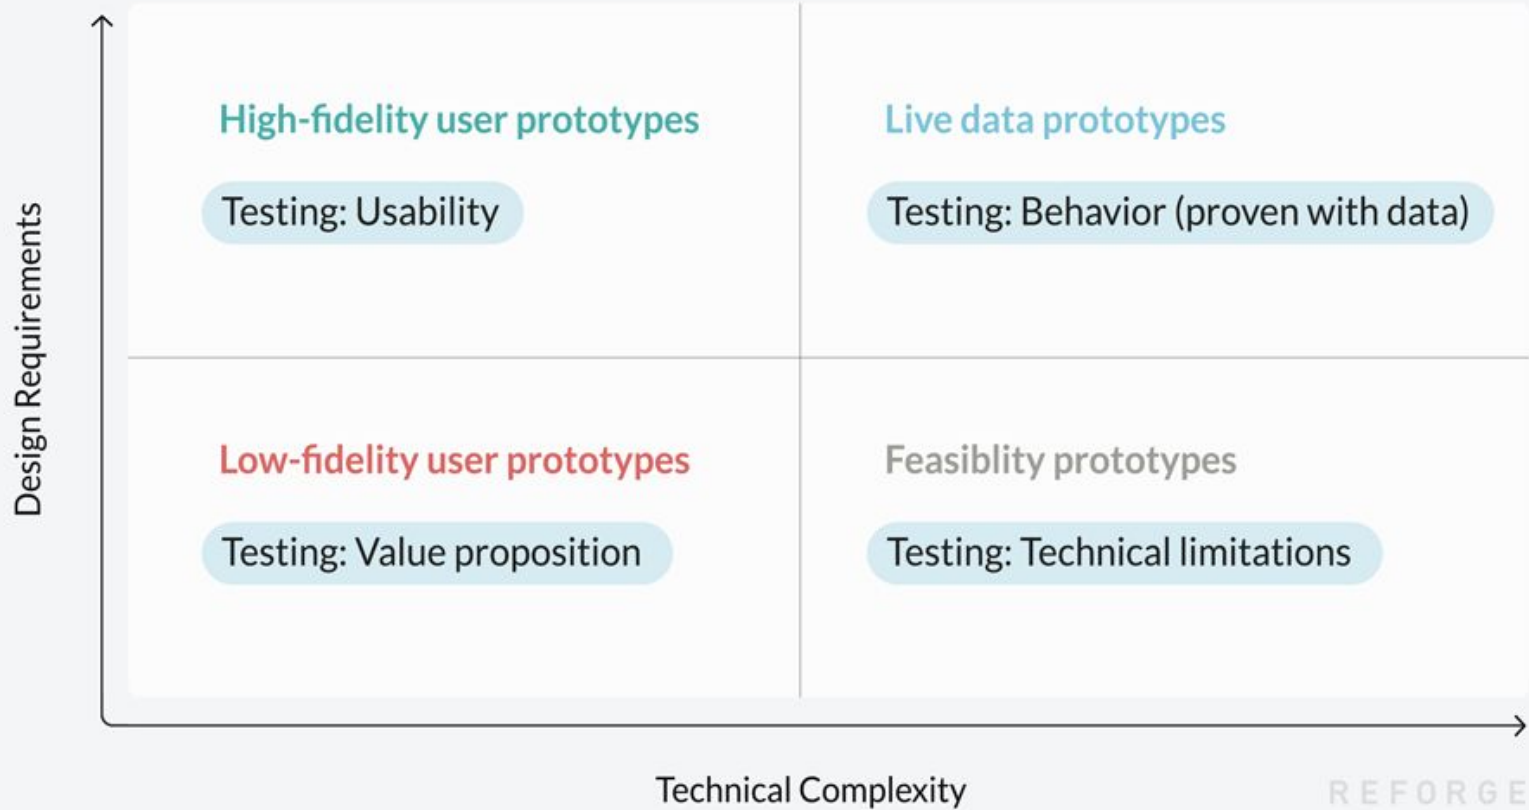 Design Requirements
High-fidelity user prototypes
Testing: Usability
Live data prototypes
Testing: Behavior (proven with data)
Low-fidelity user prototypes
Testing: Value proposition
Feasiblity prototypes
Testing: Technical limitations
Technical Complexity
REFORGE